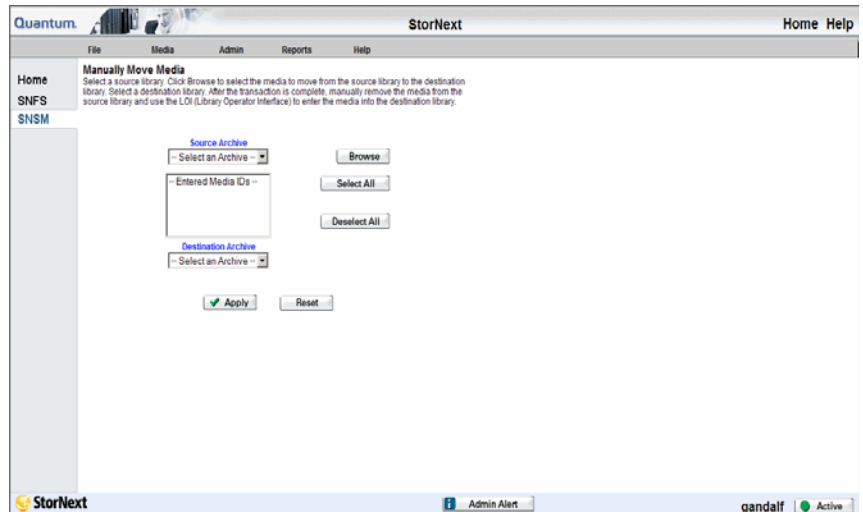 Quantum.
StorNext
Home Help
File Media Admin Reports Help
Home
SNFS
SNSM
Manually Move Media
Select a source library. Click Browse to select the media to move from the source library to the destination
library. Select a destination library. After the transaction is complete, manually remove the media from the
source library and use the LOI (Library Operator Interface) to enter the media into the destination library.
Source Archive
-- Select an Archive --
Browse
-- Entered Media IDs --
Select All
Deselect All
Destination Archive
-- Select an Archive --
Apply
Reset
StorNext
Admin Alert
gandalf
Active